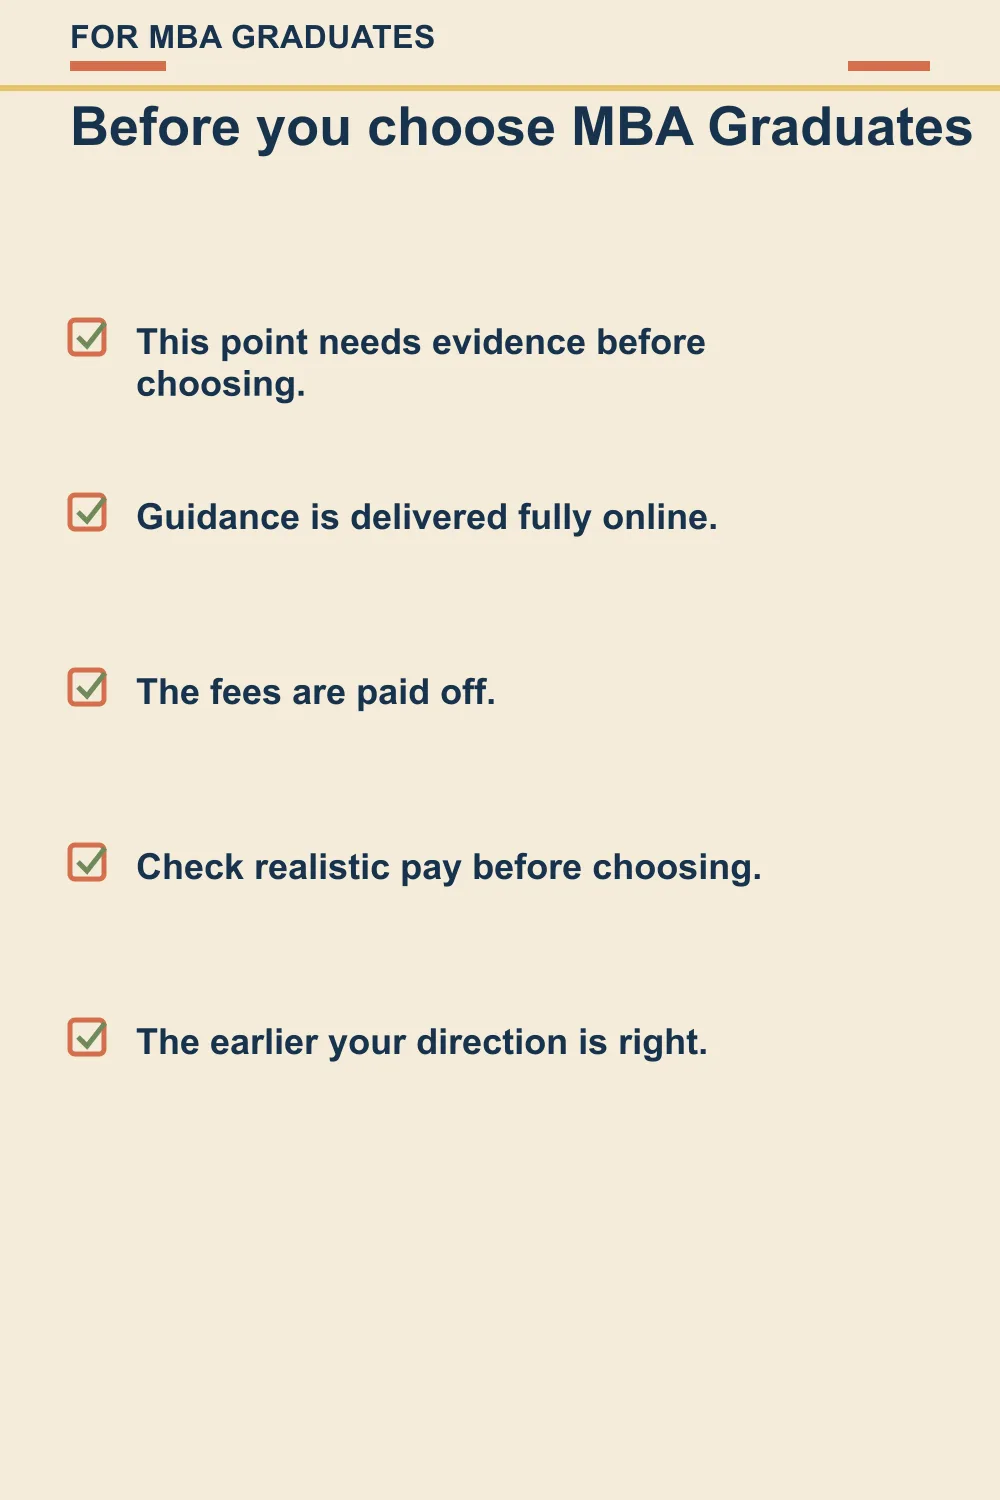 FOR MBA GRADUATES
Before you choose MBA Graduates
This point needs evidence before
choosing.
Guidance is delivered fully online.
The fees are paid off.
Check realistic pay before choosing.
The earlier your direction is right.